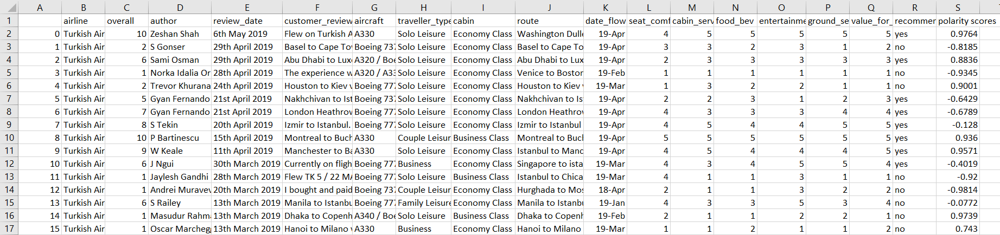 A B C D E F G H I J K L M N O P Q R S
1 airline overall author review_date customer_review aircraft traveller_type cabin route date_flow seat_comf cabin_serv food_bev entertainme ground_se value_for_ recommer polarity scores
2 0 Turkish Air 10 Zeshan Shah 6th May 2019 Flew on Turkish A A330 Solo Leisure Economy Class Washington Dulle 19-Apr 4 5 5 5 5 5 yes 0.9764
3 1 Turkish Air 2 S Gonser 29th April 2019 Basel to Cape To Boeing 737 Solo Leisure Economy Class Basel to Cape To 19-Apr 3 3 2 3 1 2 no -0.8185
4 2 Turkish Air 6 Sami Osman 29th April 2019 Abu Dhabi to Lux A320 / Boe Solo Leisure Economy Class Abu Dhabi to Lux 19-Apr 2 3 3 3 3 3 yes 0.8836
5 3 Turkish Air 1 Norka Idalia Or 28th April 2019 The experience w A320 / A33 Solo Leisure Economy Class Venice to Boston 19-Feb 1 1 1 1 1 1 no -0.9345
6 4 Turkish Air 2 Trevor Khurana 24th April 2019 Houston to Kiev v Boeing 777 Solo Leisure Economy Class Houston to Kiev v 19-Mar 1 3 2 2 1 1 no 0.9001
7 5 Turkish Air 5 Gyan Fernando 21st April 2019 Nakhchivan to Ist Boeing 737 Solo Leisure Economy Class Nakhchivan to Is 19-Apr 2 2 3 1 2 3 yes -0.6429
8 6 Turkish Air 7 Gyan Fernando 21st April 2019 London Heathrov Boeing 777 Solo Leisure Economy Class London Heathrov 19-Apr 4 3 3 3 4 4 yes -0.6789
9 7 Turkish Air 8 S Tekin 20th April 2019 Izmir to Istanbul. Boeing 777 Solo Leisure Economy Class Izmir to Istanbul 19-Apr 4 5 4 4 5 5 yes -0.128
10 8 Turkish Air 10 P Bartinescu 15th April 2019 Montreal to Bucl A330 Couple Leisur Business Class Montreal to Bucl 19-Apr 5 5 5 5 5 5 yes 0.936
11 9 Turkish Air 9 W Keale 11th April 2019 Manchester to Ba A330 Solo Leisure Economy Class Istanbul to Manc 19-Apr 4 5 4 4 4 5 yes 0.9571
12 10 Turkish Air 6 J Ngui 30th March 2019 Currently on fligh Boeing 777 Business Economy Class Singapore to ista 19-Mar 4 3 4 5 5 4 yes -0.4019
13 11 Turkish Air 1 Jaylesh Gandhi 28th March 2019 Flew TK 5 / 22 MA Boeing 777 Solo Leisure Business Class Istanbul to Chica 19-Mar 4 1 1 3 1 1 no -0.92
14 12 Turkish Air 1 Andrei Muravev 20th March 2019 I bought and paid Boeing 737 Couple Leisur Economy Class Hurghada to Mos 18-Apr 2 1 1 3 2 2 no -0.9814
15 13 Turkish Air 6 S Railey 13th March 2019 Manila to Istanbu Boeing 777 Family Leisure Economy Class Manila to Istanbu 19-Jan 4 3 3 5 3 4 no -0.0772
16 14 Turkish Air 1 Masudur Rahma 13th March 2019 Dhaka to Copenh A340 / Boe Solo Leisure Business Class Dhaka to Copenh 19-Feb 2 1 1 2 2 1 no 0.9739
17 15 Turkish Air 1 Oscar Marcheg 13th March 2019 Hanoi to Milano v A330 Business Economy Class Hanoi to Milano 19-Mar 1 1 2 1 1 2 no 0.743